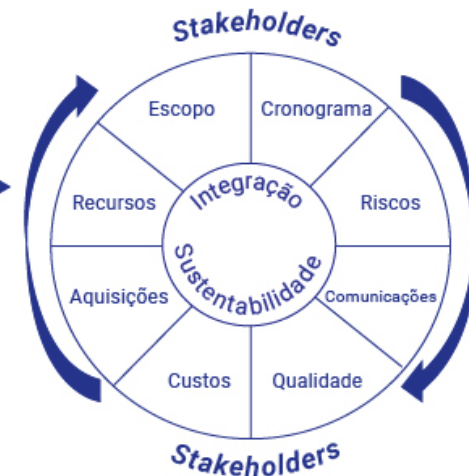 Stakeholders
Escopo
Cronograma
Recursos
Integração
Riscos
Sustentabilidade
Aquisições
Comunicações
Custos
Qualidade
Stakeholders